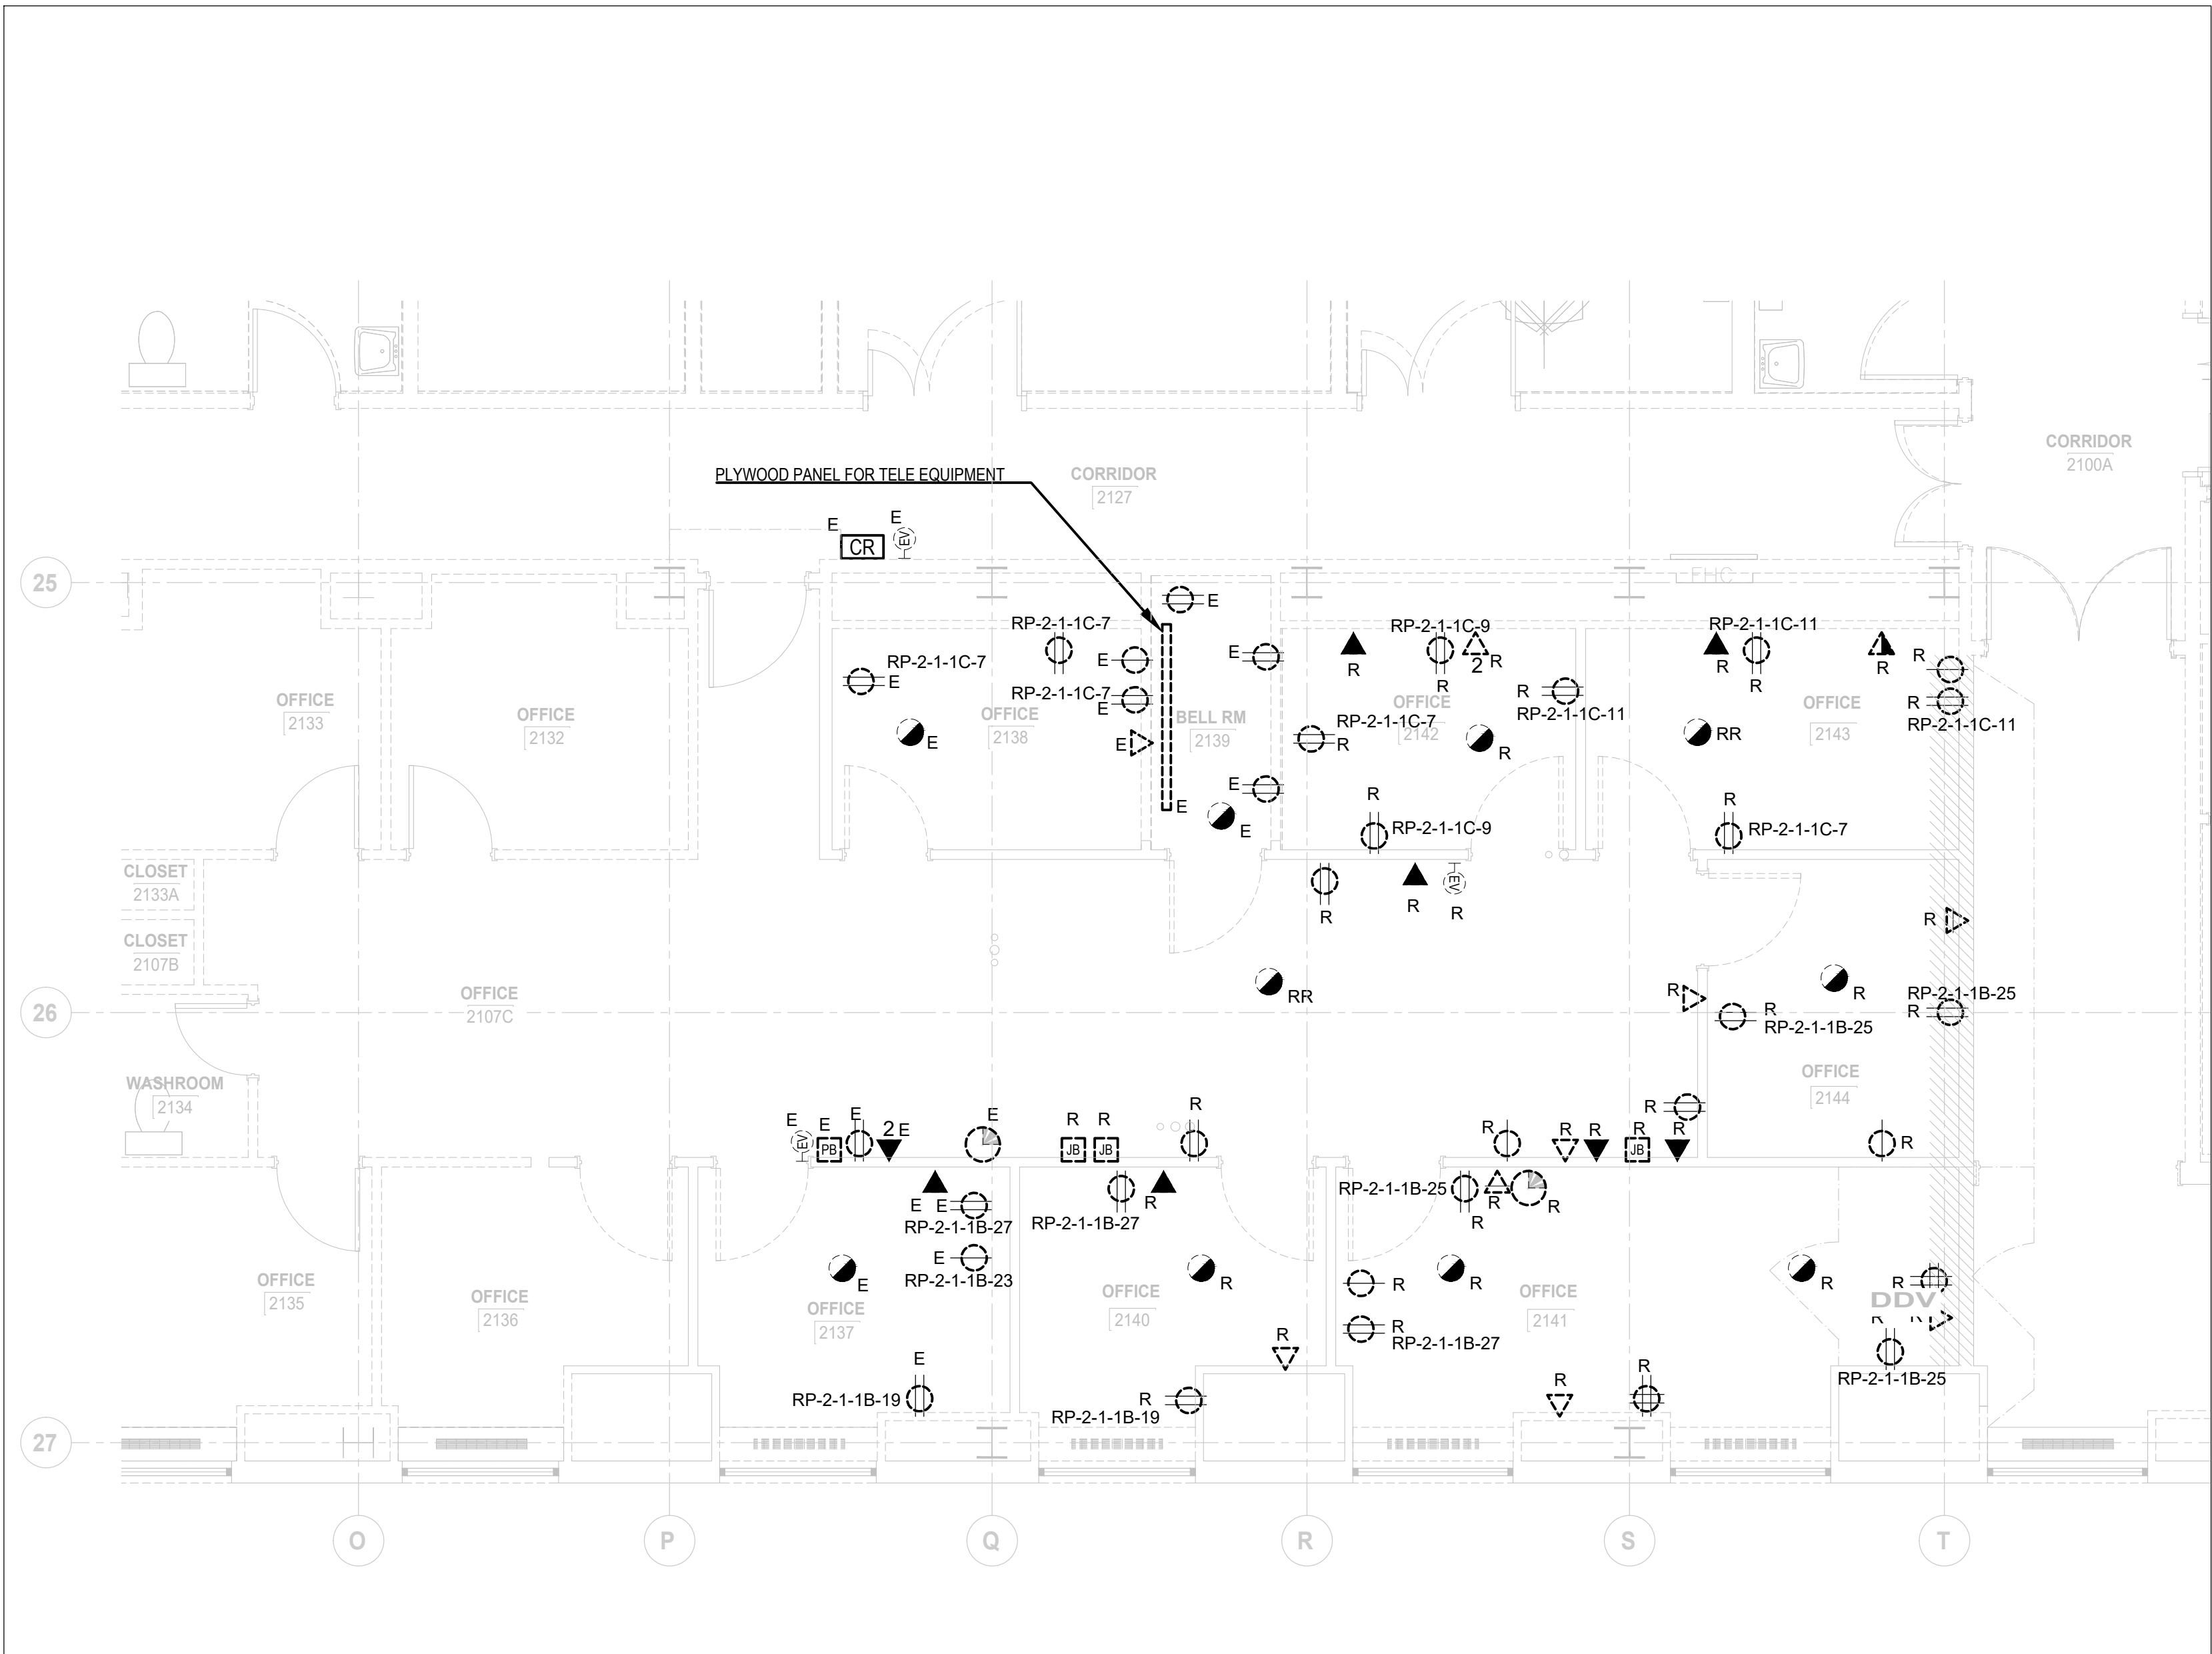 PLYWOOD PANEL FOR TELE EQUIPMENT
CORRIDOR
2127
CORRIDOR
2100A
E
E
CR
EV
25
FHC
E
RP-2-1-1C-7
RP-2-1-1C-7
E
E
RP-2-1-1C-7
E
E
E
E
E
OFFICE
2133
OFFICE
2132
OFFICE
2138
BELL RM
2139
E
E
E
RP-2-1-1C-9
R
R
2
R
RP-2-1-1C-7
R
OFFICE
2142
R
R
RP-2-1-1C-11
R
RP-2-1-1C-9
RP-2-1-1C-11
R
R
R
R
R
RP-2-1-1C-11
RR
OFFICE
2143
R
RP-2-1-1C-7
CLOSET
2133A
CLOSET
2107B
R
R
EV
R
R
OFFICE
2107C
26
RR
R
R
R
RP-2-1-1B-25
RP-2-1-1B-25
R
OFFICE
2144
WASHROOM
2134
E
EV
E
PB
E
2
E
E
R
JB
R
JB
R
R
R
R
R
JB
R
R
R
E
E
RP-2-1-1B-27
E
RP-2-1-1B-23
RP-2-1-1B-27
R
RP-2-1-1B-25
R
R
R
OFFICE
2135
OFFICE
2136
E
OFFICE
2137
R
OFFICE
2140
R
R
R
RP-2-1-1B-27
OFFICE
2141
R
R
DDV
R
R
RP-2-1-1B-25
E
RP-2-1-1B-19
R
R
RP-2-1-1B-19
R
R
27
O
P
Q
R
S
T